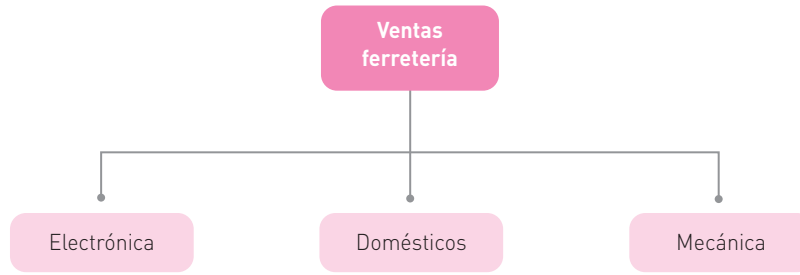 Ventas
ferretería
Electrónica
Domésticos
Mecánica